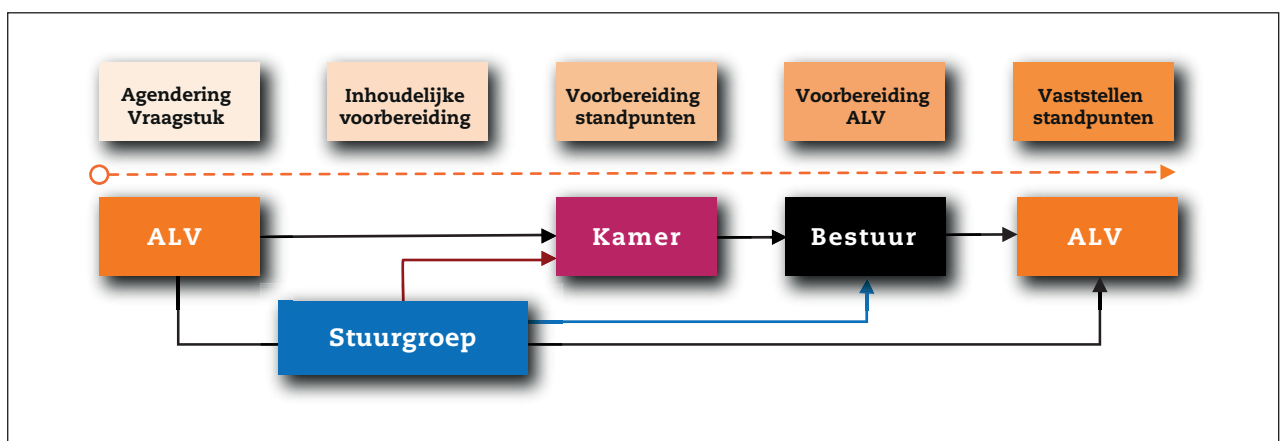 Agendering
Vraagstuk
Inhoudelijke
voorbereiding
Voorbereiding
standpunten
Voorbereiding
ALV
Vaststellen
standpunten
ALV
Kamer
Bestuur
ALV
Stuurgroep